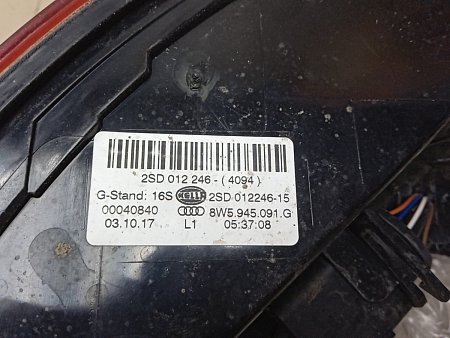 2SD 012 246 - ( 4094 )
G-Stand: 16S HELLA 2SD 012246-15
00040840 8W5.945.091.G
03.10.17 L1 05:37:08